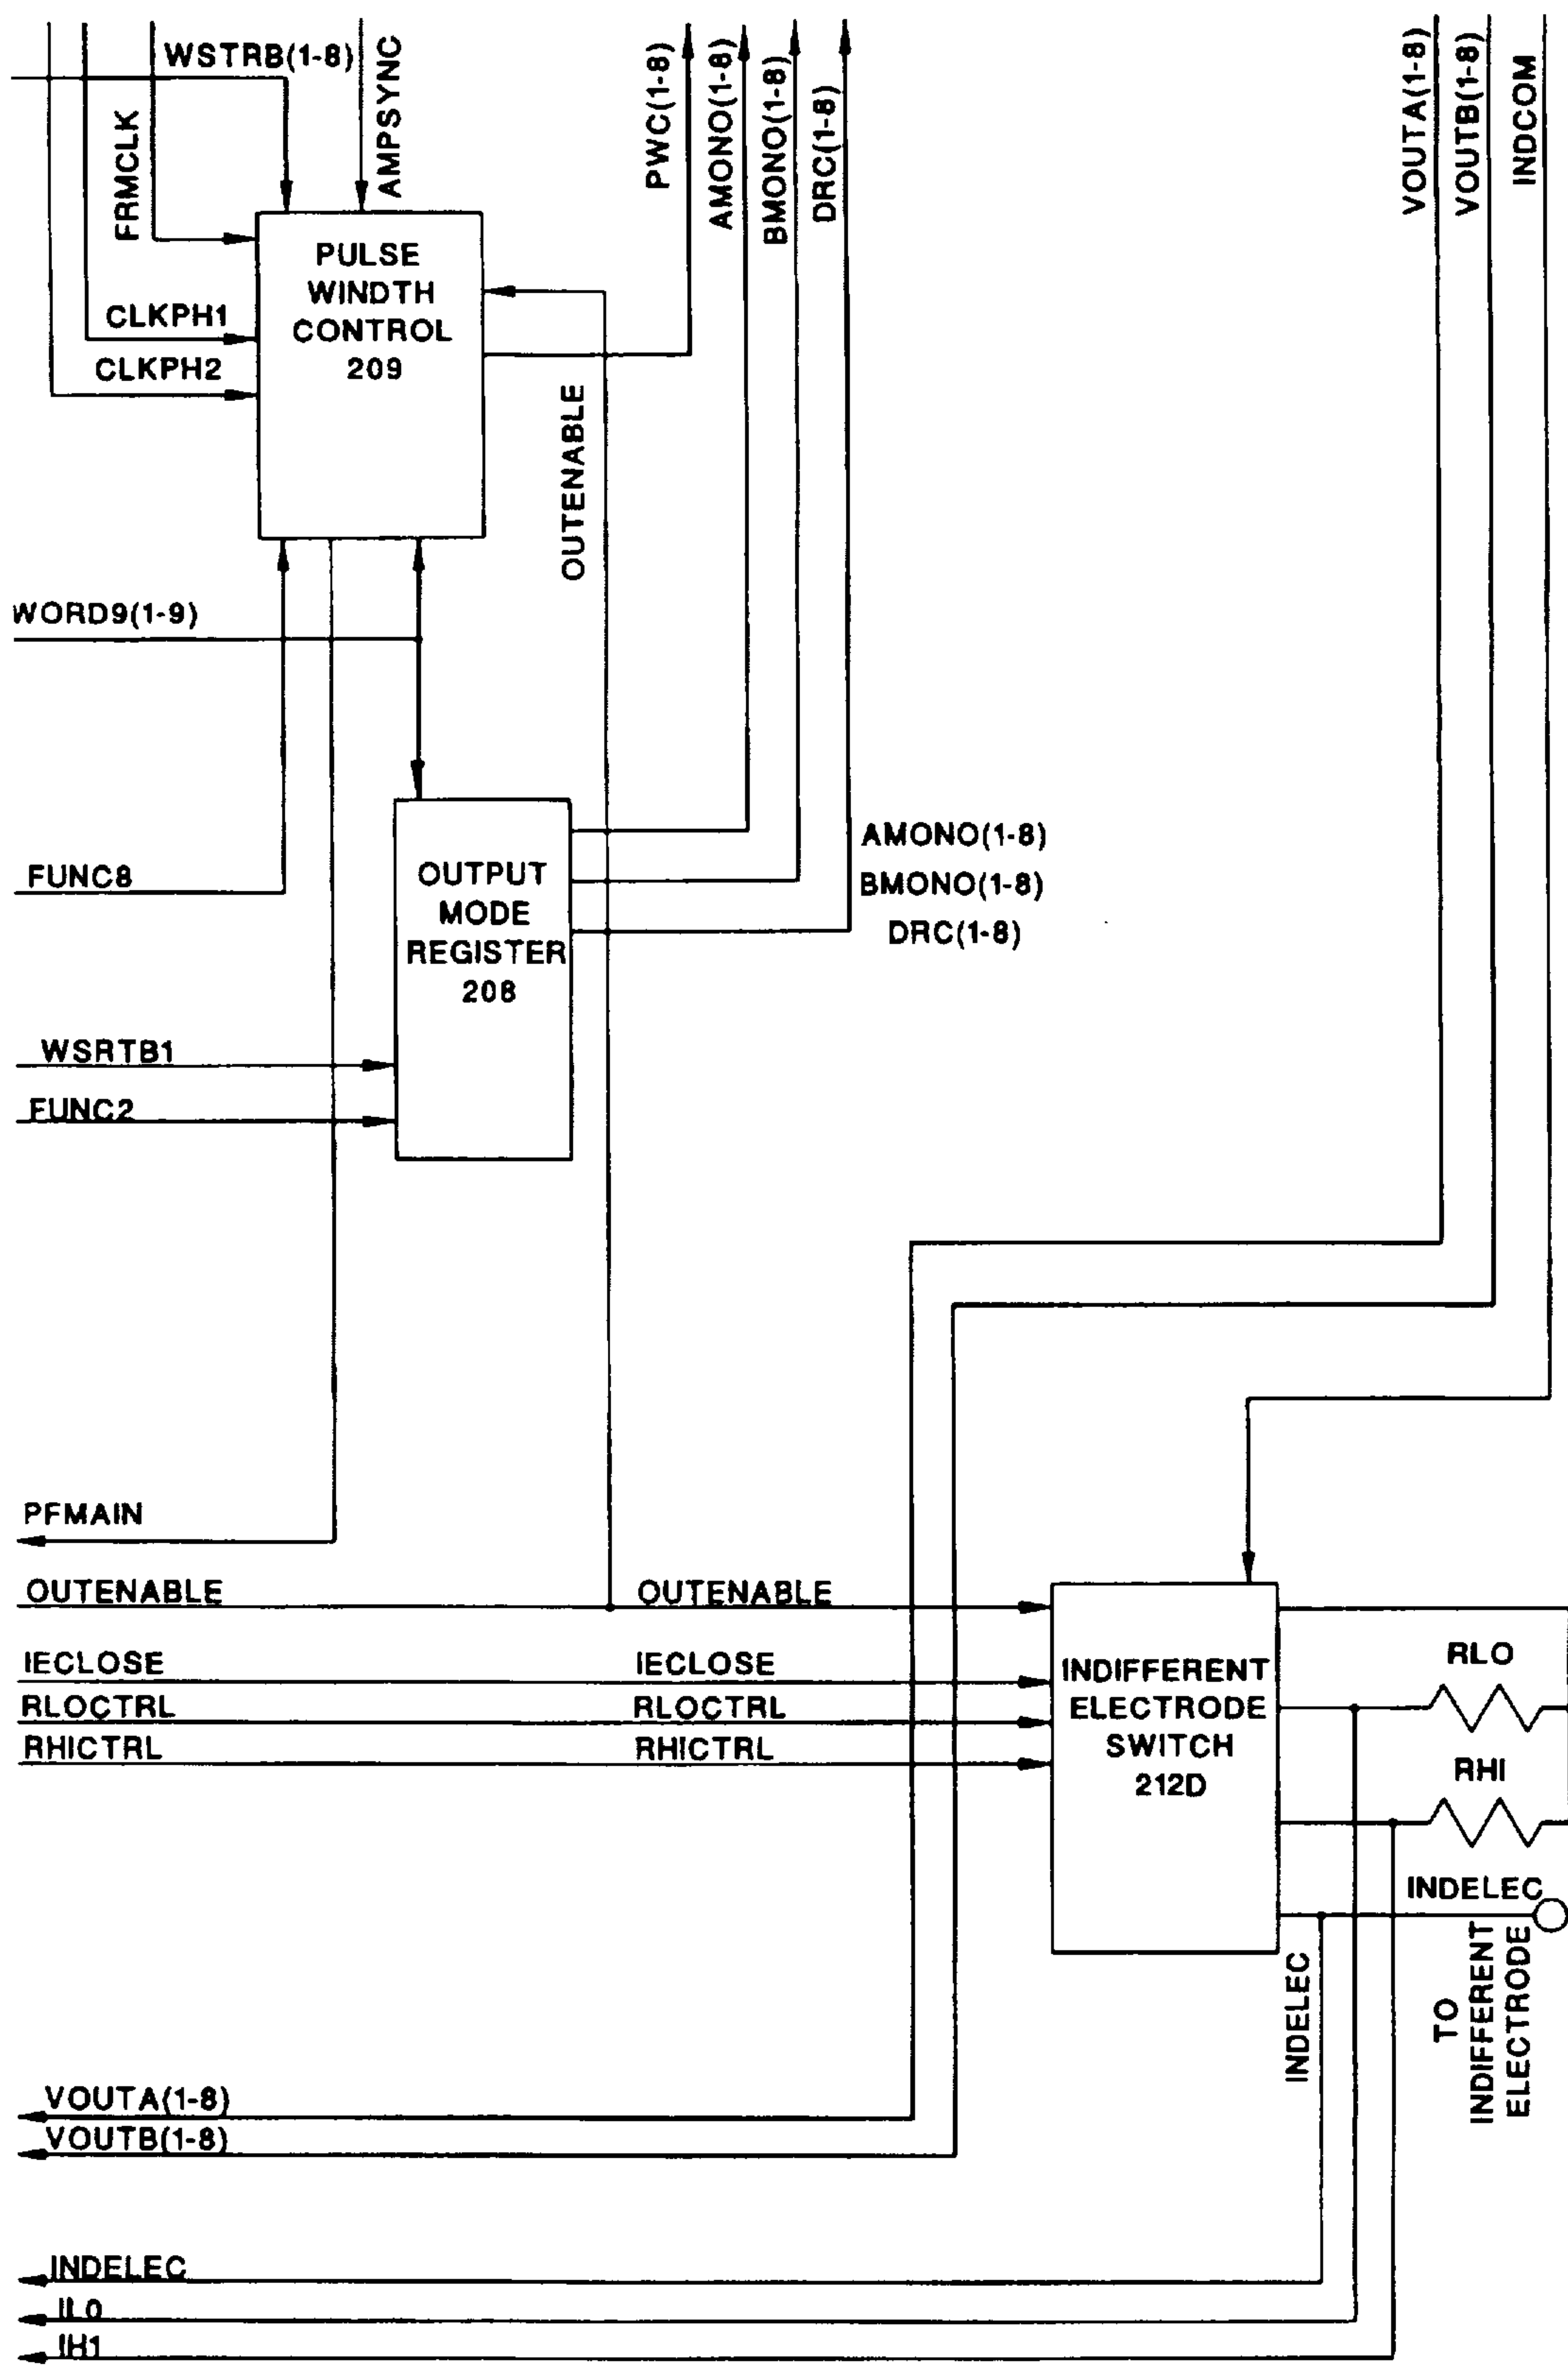 WSTRB(1-8)
AMPSYNC
FRMCLK
PWC(1-8)
AMONO(1-8)
BMONO(1-8)
DRC(1-8)
VOUTA(1-8)
VOUTB(1-8)
INDCOM
PULSE
WINDTH
CONTROL
209
CLKPH1
CLKPH2
OUTENABLE
WORD9(1-9)
FUNC8
OUTPUT
MODE
REGISTER
208
AMONO(1-8)
BMONO(1-8)
DRC(1-8)
WSRTB1
FUNC2
PFMAIN
OUTENABLE
OUTENABLE
IECLOSE
IECLOSE
RLOCTRL
RLOCTRL
RHICTRL
RHICTRL
INDIFFERENT
ELECTRODE
SWITCH
212D
RLO
RHI
INDELEC
INDELEC
TO
INDIFFERENT
ELECTRODE
VOUTA(1-8)
VOUTB(1-8)
INDELEC
IL0
IH1